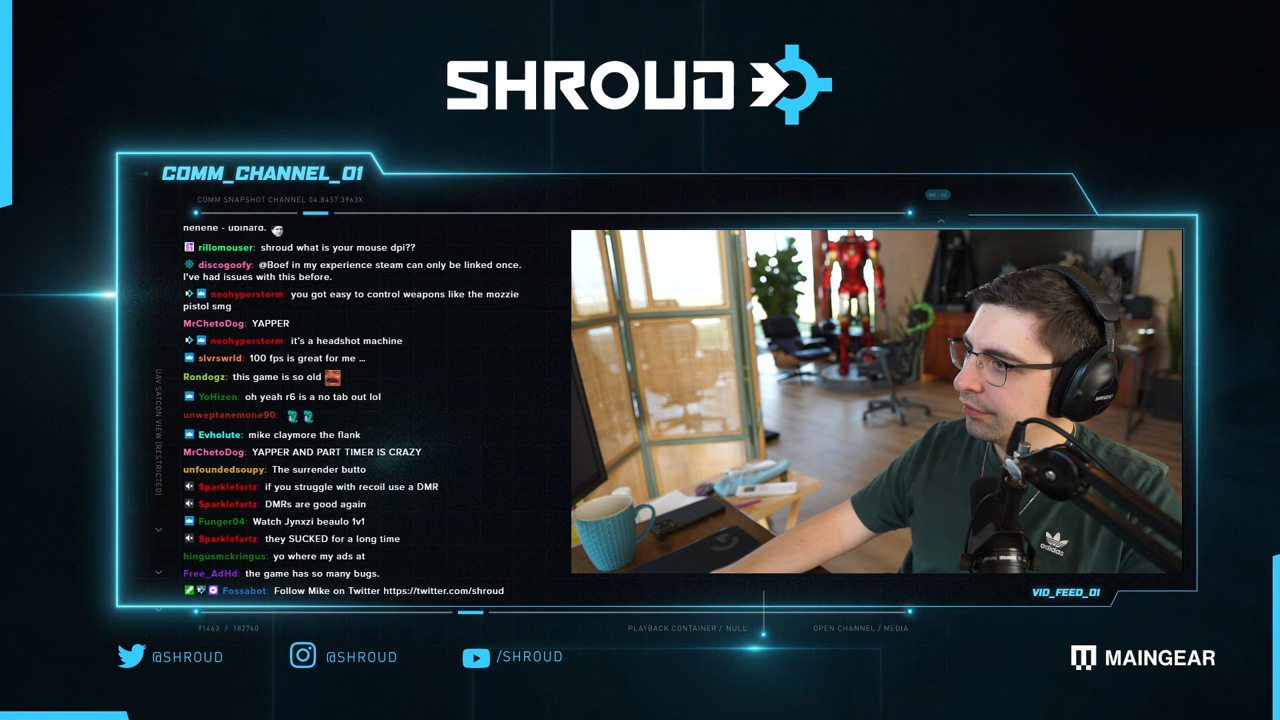 SHROUD
COMM_CHANNEL_01
COMM SNAPSHOT CHANNEL 04.8457.3963X
rillomouser: shroud what is your mouse dpi??
discogoofy: @Boef in my experience steam can only be linked once.
I've had issues with this before.
neohyperstorm: you got easy to control weapons like the mozzie
pistol smg
MrChetoDog: YAPPER
neohyperstorm: it's a headshot machine
slvrswrld: 100 fps is great for me ...
Rondogz: this game is so old
YoHizen: oh yeah r6 is a no tab out lol
unweptanemone90:
Evholute: mike claymore the flank
MrChetoDog: YAPPER AND PART TIMER IS CRAZY
unfoundedsoupy: The surrender butto
Sparklefartz: if you struggle with recoil use a DMR
Sparklefartz: DMRs are good again
Funger04: Watch Jynxzi beaulo 1v1
Sparklefartz: they SUCKED for a long time
hingusmckringus: yo where my ads at
Free_AdHd: the game has so many bugs.
Fossabot: Follow Mike on Twitter https://twitter.com/shroud
UAV SATCON VIEW [RESTRICTED]
adidas
VID_FEED_01
91463 / 182760
PLAYBACK CONTAINER / NULL
OPEN CHANNEL / MEDIA
@SHROUD
@SHROUD
/SHROUD
MAINGEAR